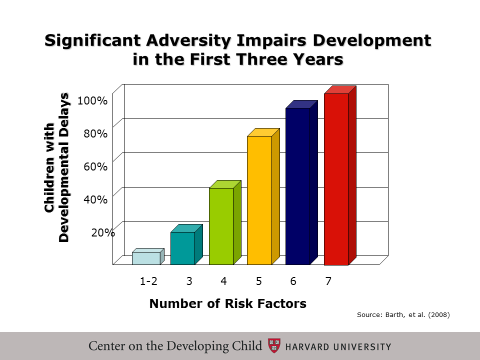 Significant Adversity Impairs Development
in the First Three Years
Children with
Developmental Delays
100%
80%
60%
40%
20%
1-2
3
4
5
6
7
Number of Risk Factors
Source: Barth, et al. (2008)
Center on the Developing Child HARVARD UNIVERSITY